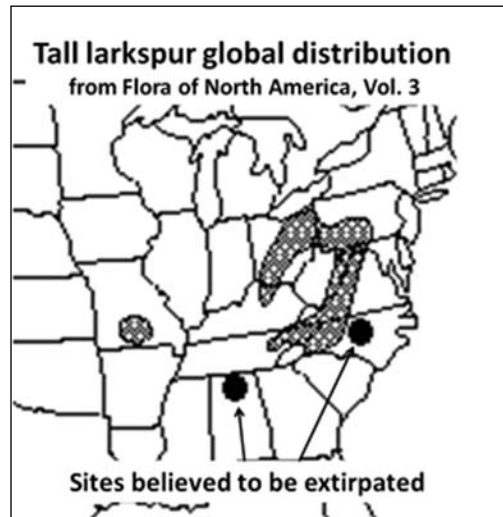 Tall larkspur global distribution
from Flora of North America, Vol. 3
Sites believed to be extirpated